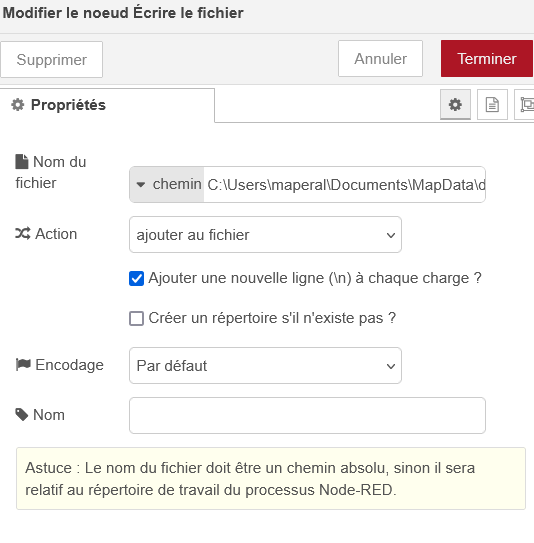 Modifier le noeud Écrire le fichier
Supprimer
Annuler
Terminer
Propriétés
Nom du
fichier
chemin
C:\Users\maperal\Documents\MapData\d
Action
ajouter au fichier
Ajouter une nouvelle ligne (\n) à chaque charge ?
Créer un répertoire s'il n'existe pas ?
Encodage
Par défaut
Nom
Astuce : Le nom du fichier doit être un chemin absolu, sinon il sera
relatif au répertoire de travail du processus Node-RED.